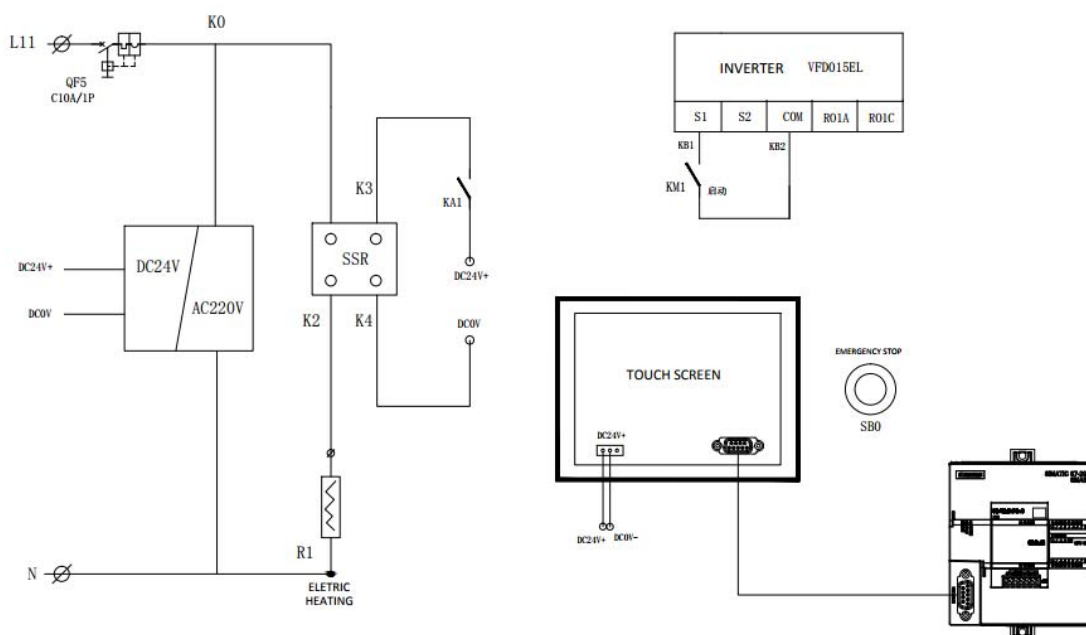 L11
K0
QF5
C10A/1P
INVERTER VFD015EL
S1 S2 COM RO1A RO1C
KB1 KB2
KM1 启动
K3
KA1
SSR
DC24V+
DC24V
DC24V+
AC220V
DC0V
K2 K4
DC0V
TOUCH SCREEN
EMERGENCY STOP
SB0
DC24V+
DC24V+ DC0V-
R1
N
ELETRIC
HEATING